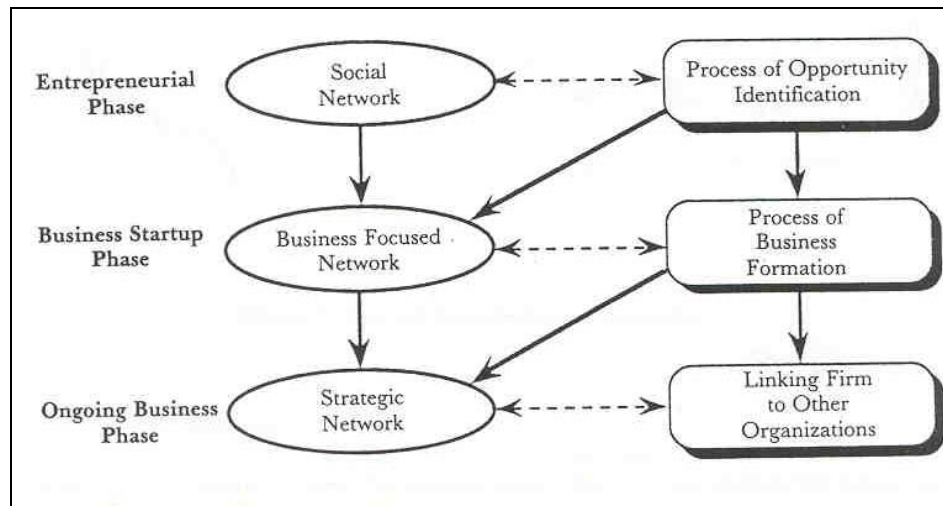 Entrepreneurial
Phase
Social
Network
Process of Opportunity
Identification
Business Startup
Phase
Business Focused
Network
Process of
Business
Formation
Ongoing Business
Phase
Strategic
Network
Linking Firm
to Other
Organizations